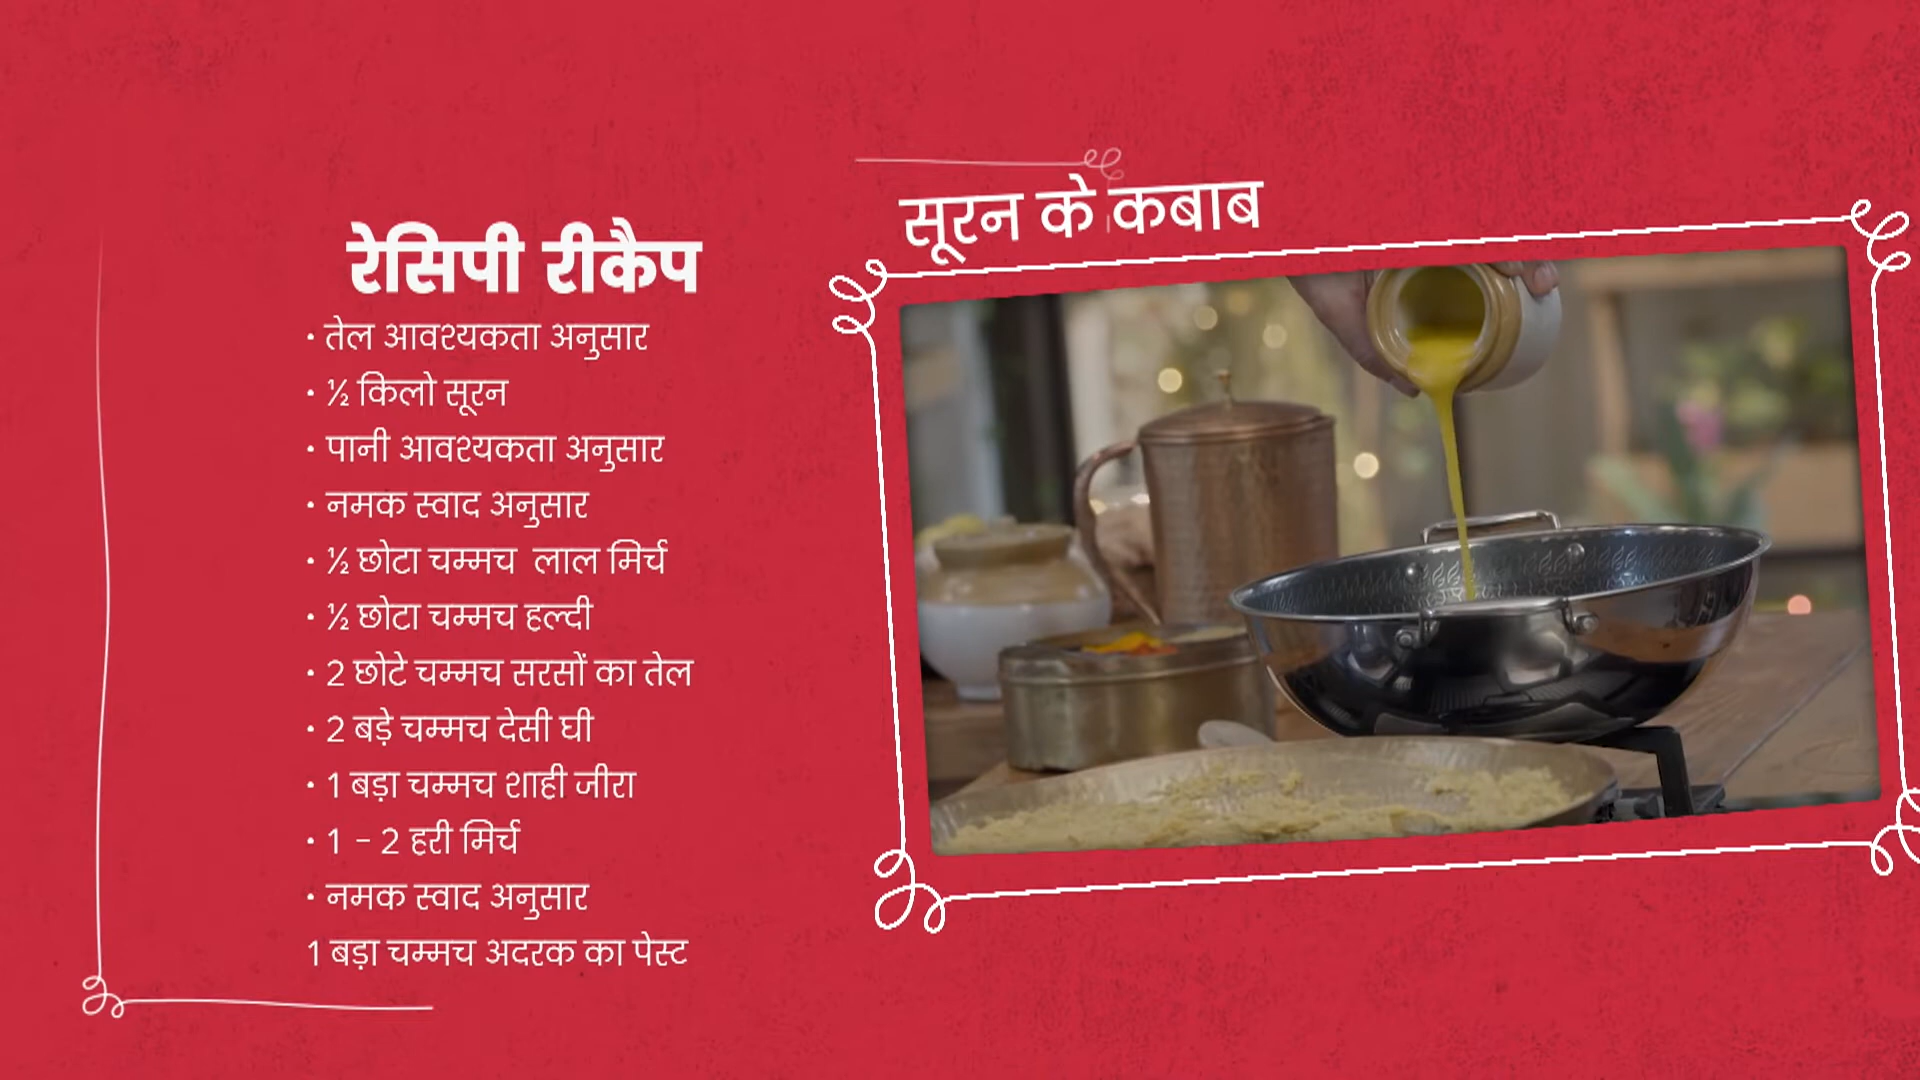 रेसिपी रीकैप
• तेल आवश्यकता अनुसार
• ½ किलो सूरन
• पानी आवश्यकता अनुसार
• नमक स्वाद अनुसार
• ½ छोटा चम्मच लाल मिर्च
• ½ छोटा चम्मच हल्दी
• 2 छोटे चम्मच सरसों का तेल
• 2 बड़े चम्मच देसी घी
• 1 बड़ा चम्मच शाही जीरा
• 1 - 2 हरी मिर्च
• नमक स्वाद अनुसार
1 बड़ा चम्मच अदरक का पेस्ट
सूरन के कबाब